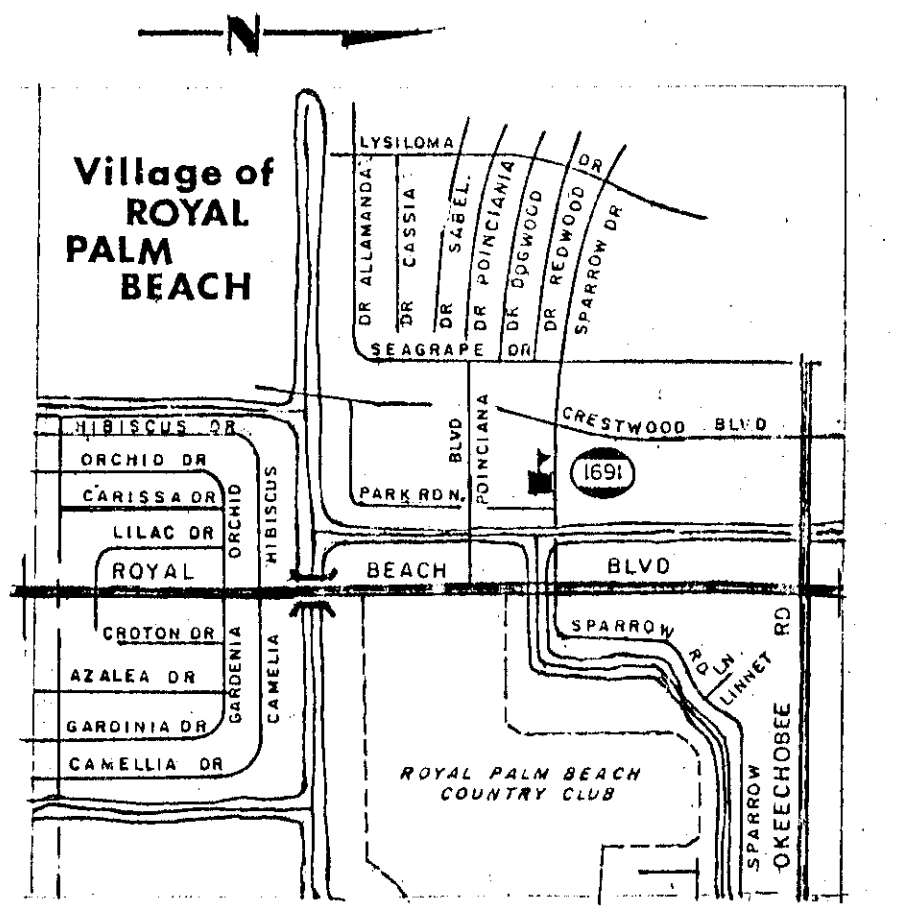 N
Village of
ROYAL
PALM
BEACH
LYSILOMA DR
DR ALLAMANDA
DR CASSIA
DR SABEL
DR POINCIANIA
DR DOGWOOD
DR REDWOOD
SPARROW DR
SEAGRAPE DR
HIBISCUS DR
ORCHID DR
CARISSA DR
LILAC DR
ORCHID
HIBISCUS
BLVD
POINCIANA
CRESTWOOD BLVD
1691
PARK RD N.
ROYAL BEACH BLVD
CROTON DR
AZALEA DR
GARDINIA DR
CAMELLIA DR
GARDENIA
CAMELIA
SPARROW
RD
LN
LINNET
SPARROW
OKEECHOBEE RD
ROYAL PALM BEACH
COUNTRY CLUB